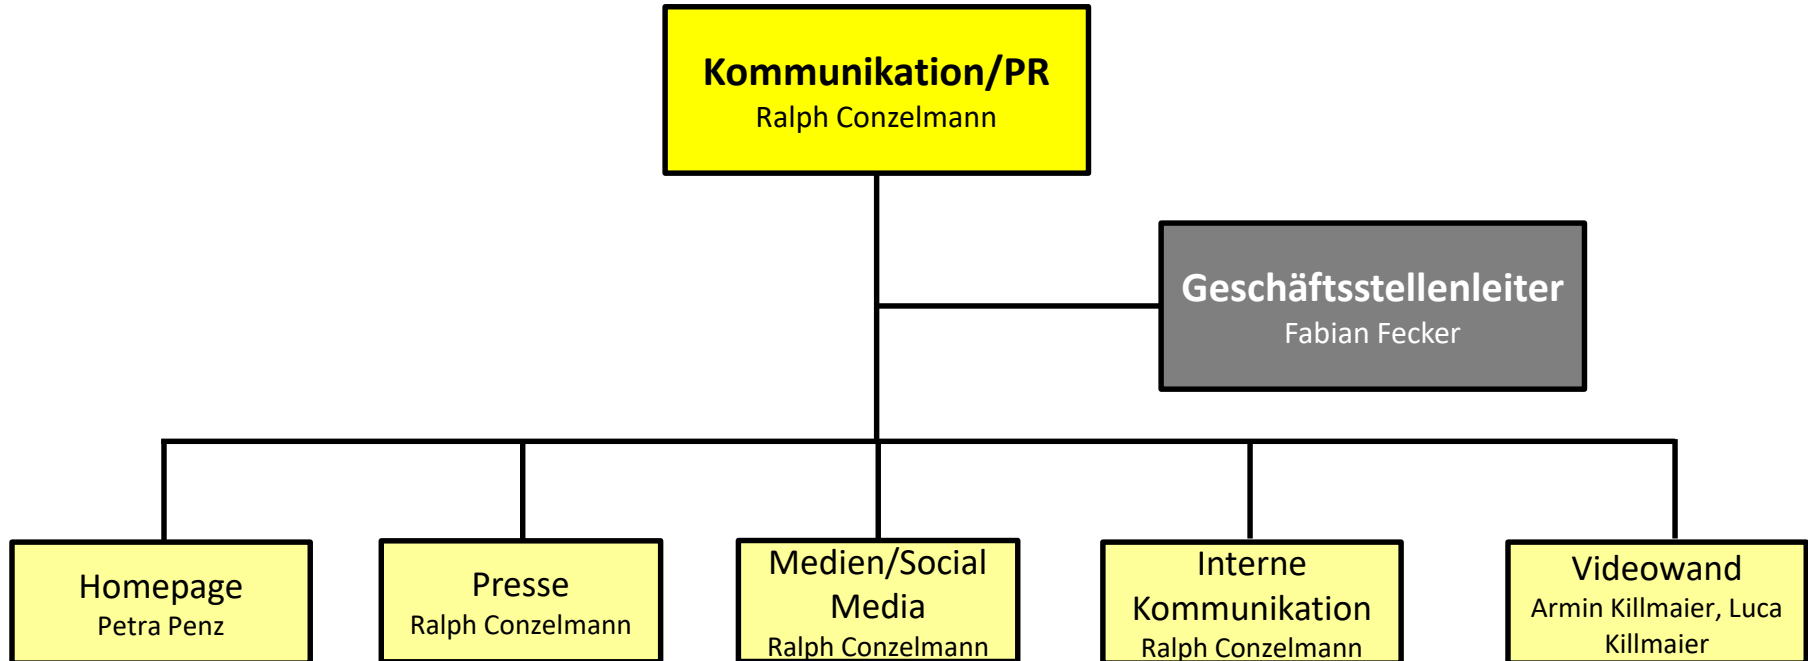 Kommunikation/PR
Ralph Conzelmann
Geschäftsstellenleiter
Fabian Fecker
Homepage
Petra Penz
Presse
Ralph Conzelmann
Medien/Social
Media
Ralph Conzelmann
Interne
Kommunikation
Ralph Conzelmann
Videowand
Armin Killmaier, Luca
Killmaier